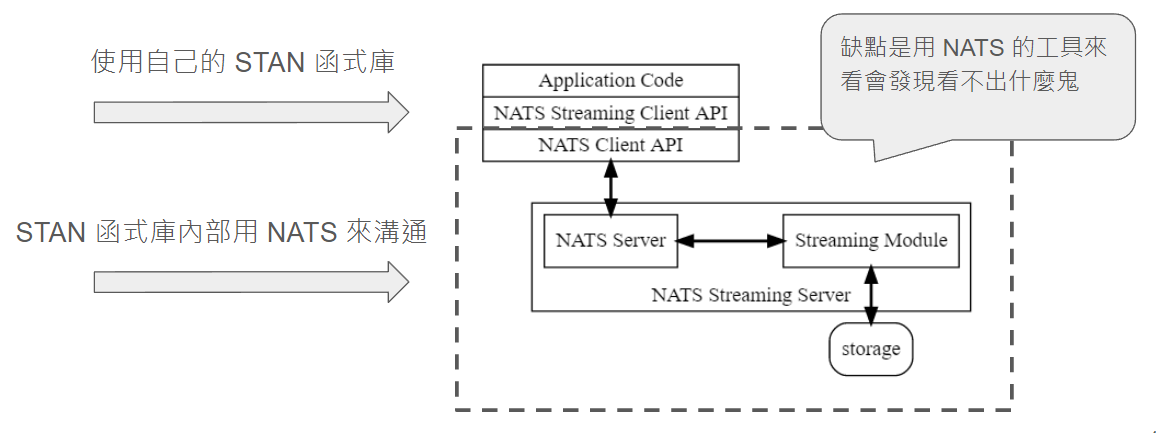 使用自己的 STAN 函式庫
STAN 函式庫內部用 NATS 來溝通
Application Code
NATS Streaming Client API
NATS Client API
NATS Server
Streaming Module
NATS Streaming Server
storage
缺點是用 NATS 的工具來
看會發現看不出什麼鬼